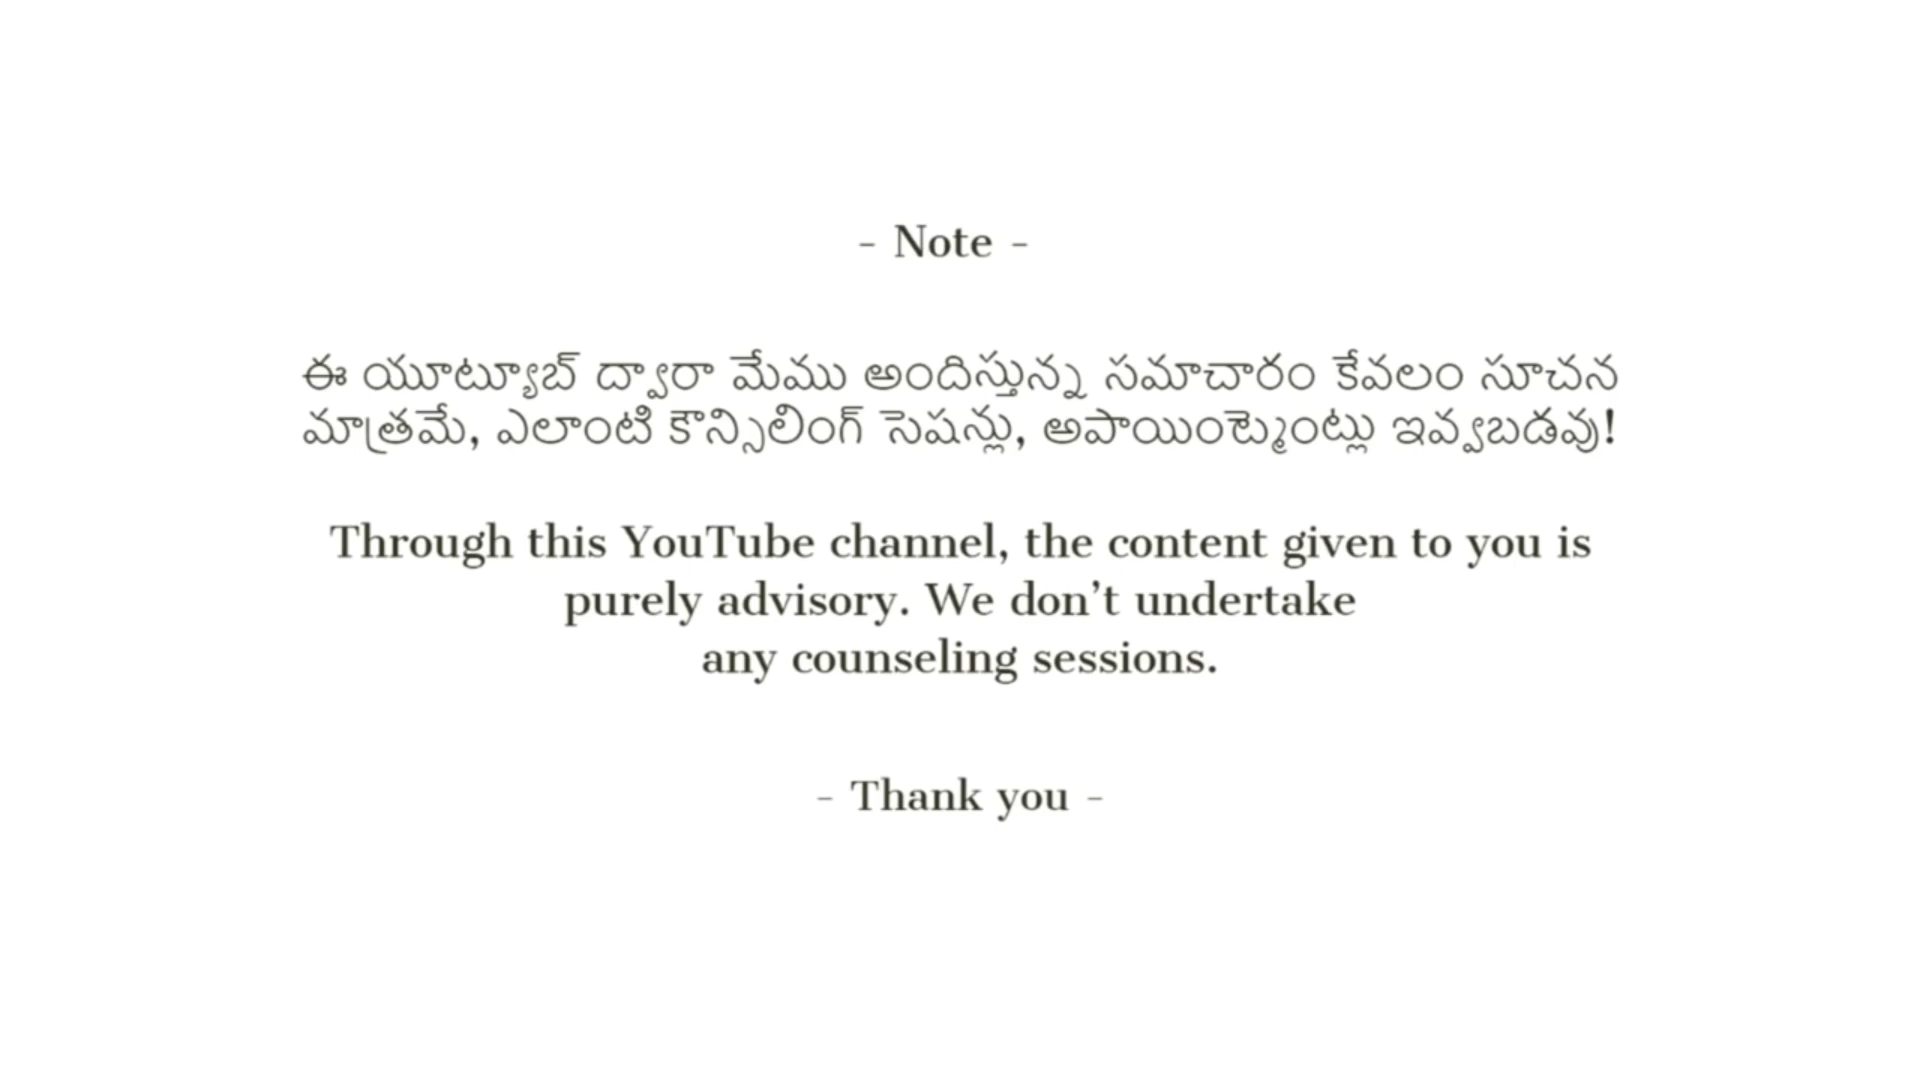 - Note -
ఈ యూట్యూబ్ ద్వారా మేము అందిస్తున్న సమాచారం కేవలం సూచన
మాత్రమే, ఎలాంటి కౌన్సిలింగ్ సెషన్లు, అపాయింట్మెంట్లు ఇవ్వబడవు!
Through this YouTube channel, the content given to you is
purely advisory. We don’t undertake
any counseling sessions.
- Thank you -